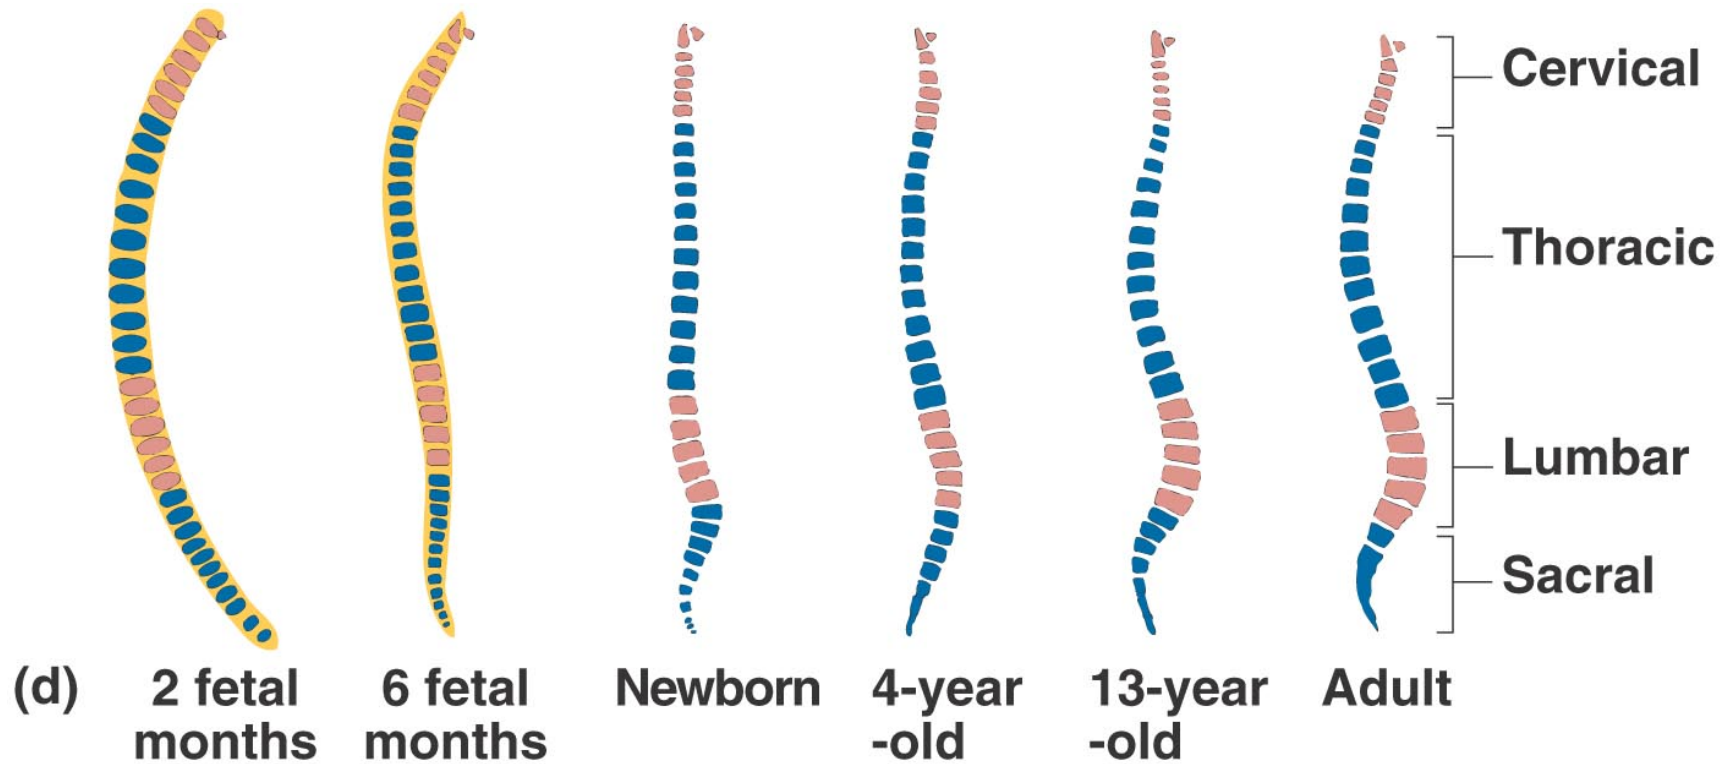 Cervical
Thoracic
Lumbar
Sacral
(d)
2 fetal
months
6 fetal
months
Newborn
4-year
-old
13-year
-old
Adult